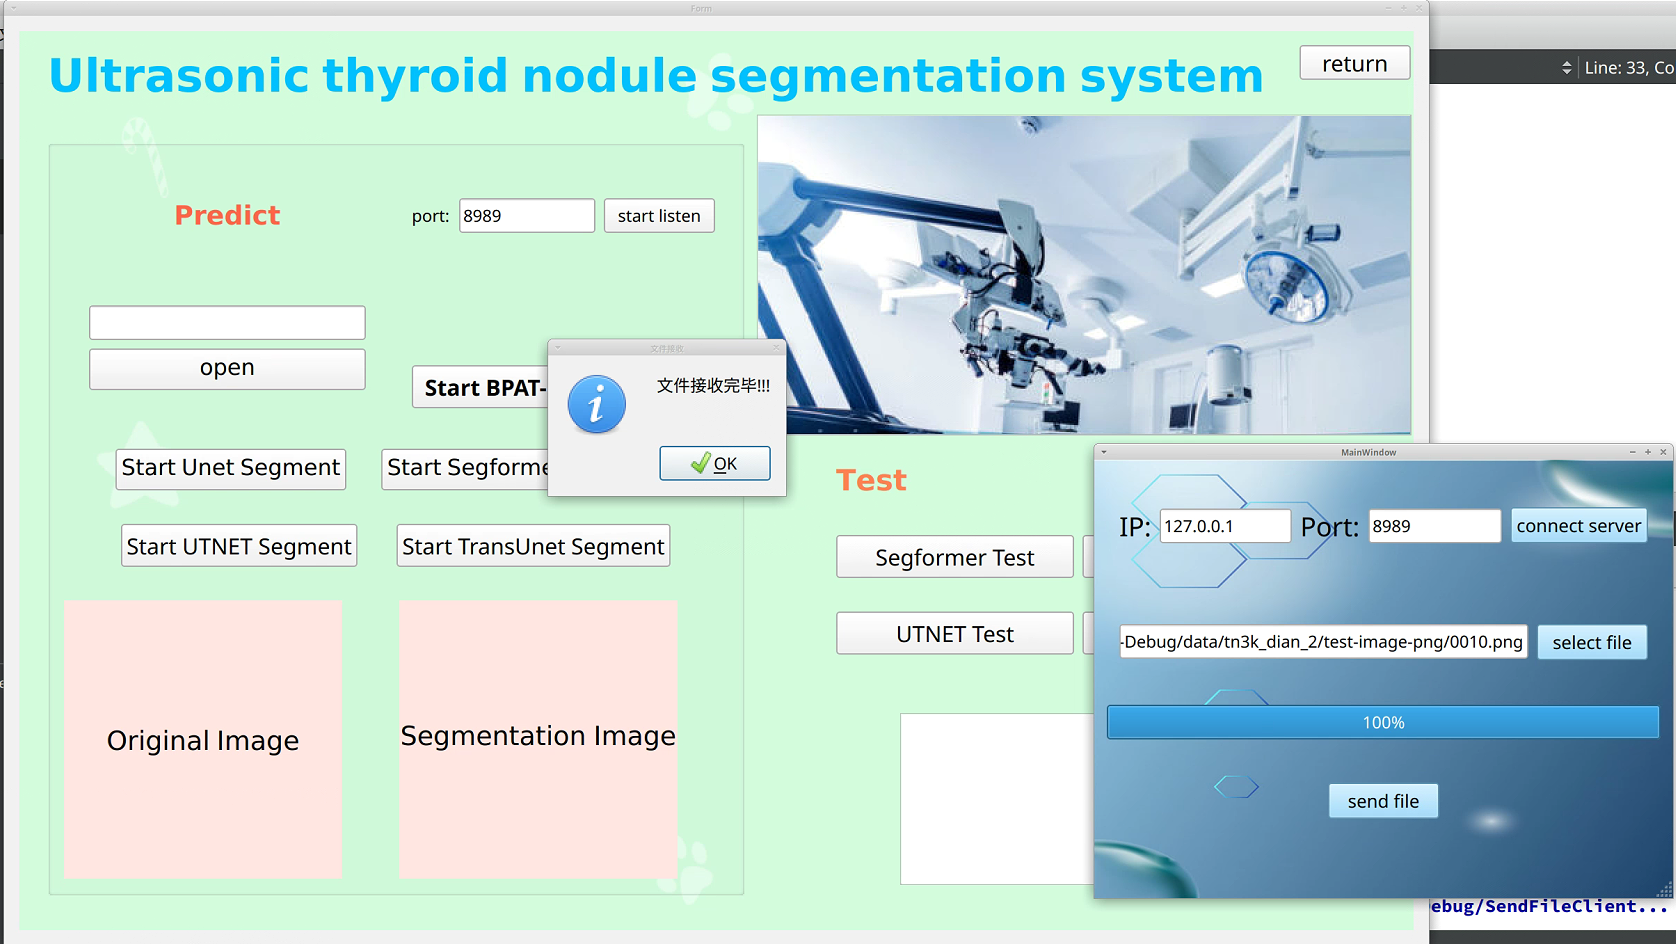 Form
Ultrasonic thyroid nodule segmentation system
return
Line: 33, Co
Predict
port:
8989
start listen
open
Start BPAT-
Start Unet Segment
Start Segforme
Start UTNET Segment
Start TransUnet Segment
Original Image
Segmentation Image
文件接收
文件接收完毕!!!
OK
Test
Segformer Test
UTNET Test
MainWindow
IP:
127.0.0.1
Port:
8989
connect server
-Debug/data/tn3k_dian_2/test-image-png/0010.png
select file
100%
send file
ebug/SendFileClient...